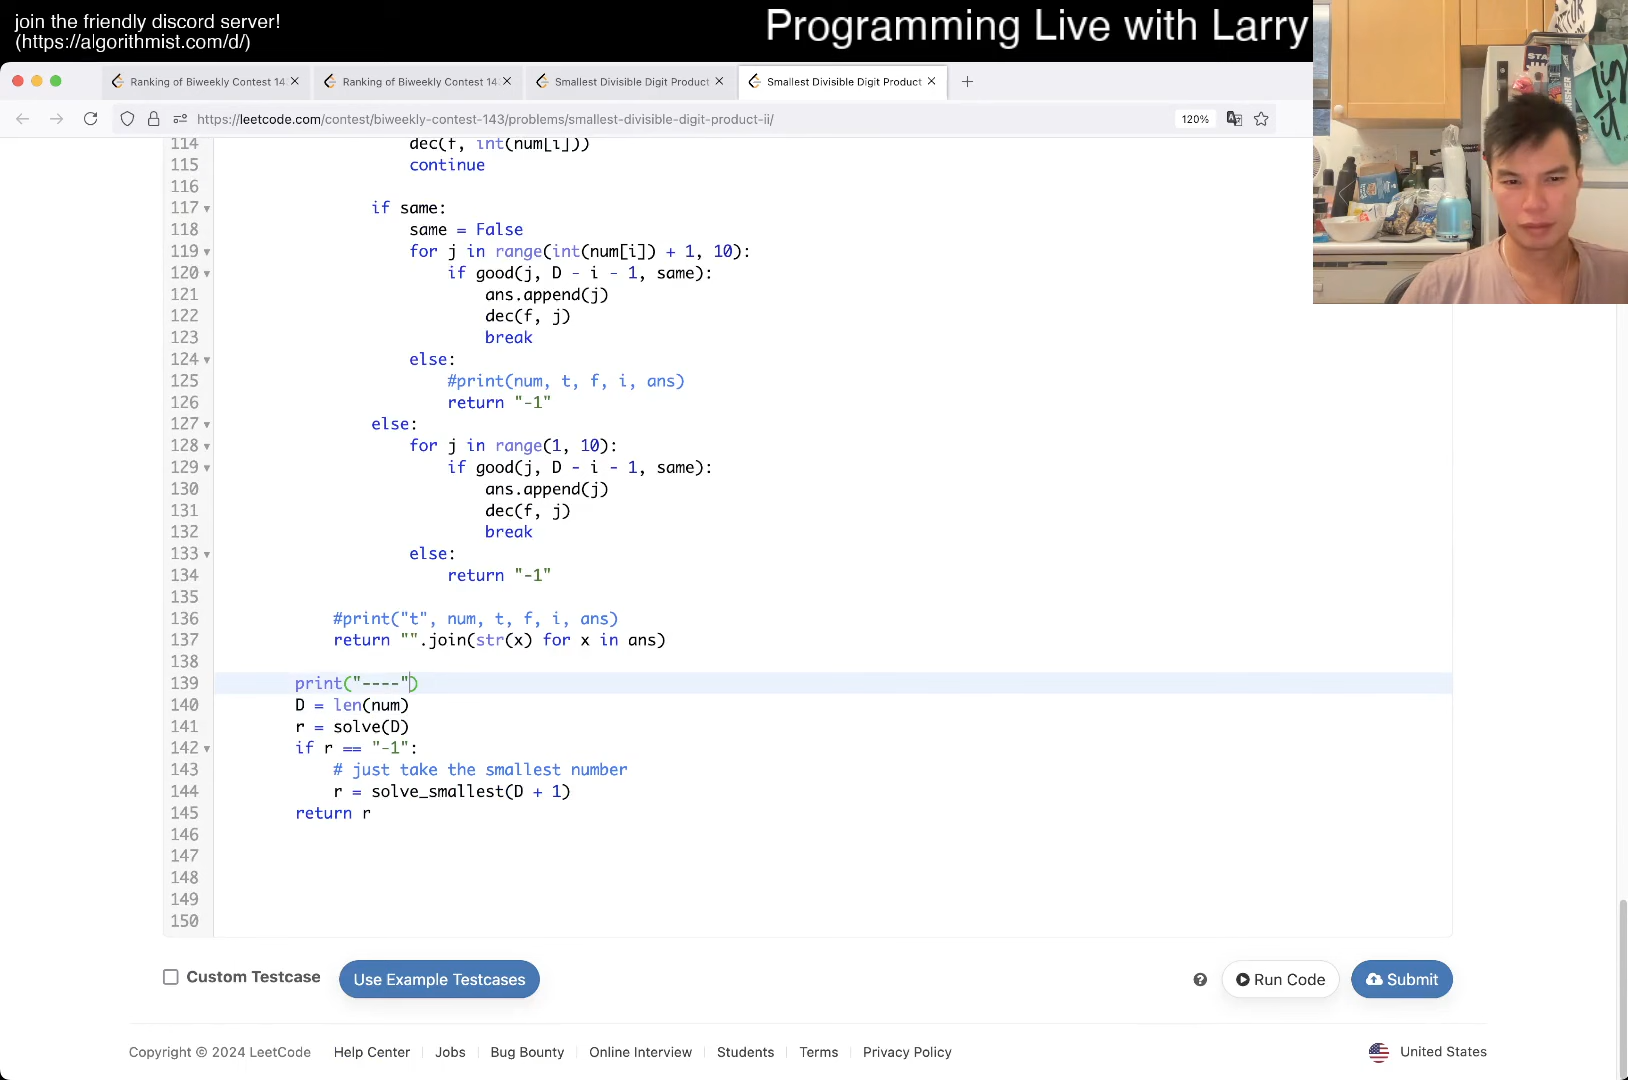 join the friendly discord server!
(https://algorithmist.com/d/)
Programming Live with Larry
Ranking of Biweekly Contest 14
Ranking of Biweekly Contest 14
Smallest Divisible Digit Product
Smallest Divisible Digit Product
https://leetcode.com/contest/biweekly-contest-143/problems/smallest-divisible-digit-product-ii/
120%
114 dec(f, int(num[i]))
115 continue
116
117 if same:
118 same = False
119 for j in range(int(num[i]) + 1, 10):
120 if good(j, D - i - 1, same):
121 ans.append(j)
122 dec(f, j)
123 break
124 else:
125 #print(num, t, f, i, ans)
126 return "-1"
127 else:
128 for j in range(1, 10):
129 if good(j, D - i - 1, same):
130 ans.append(j)
131 dec(f, j)
132 break
133 else:
134 return "-1"
135
136 #print("t", num, t, f, i, ans)
137 return "".join(str(x) for x in ans)
138
139 print("----")
140 D = len(num)
141 r = solve(D)
142 if r == "-1":
143 # just take the smallest number
144 r = solve_smallest(D + 1)
145 return r
146
147
148
149
150
Custom Testcase
Use Example Testcases
Run Code
Submit
Copyright © 2024 LeetCode
Help Center
Jobs
Bug Bounty
Online Interview
Students
Terms
Privacy Policy
United States